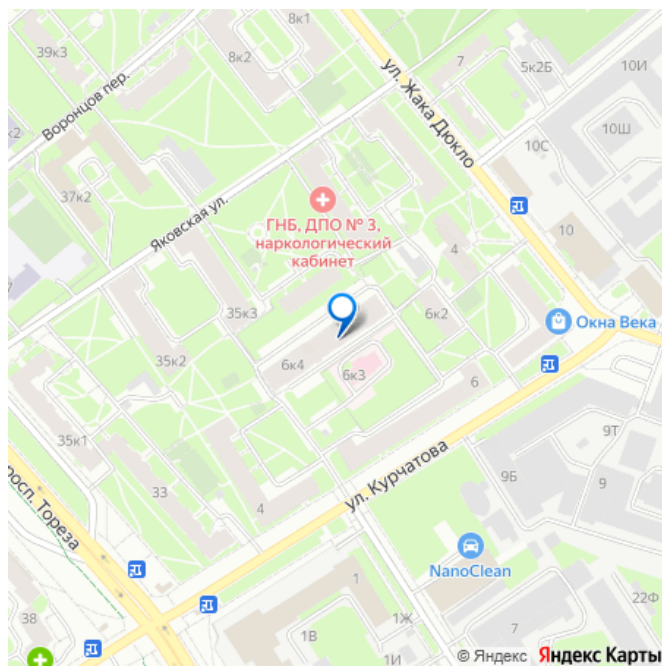 8к1
39к3
8к2
7
5к2Б
10И
Воронцов пер.
ул. Жака Дюкло
10Ш
10С
37к2
Яковская ул.
ГНБ, ДПО № 3,
наркологический
кабинет
4
10
7
35к3
6к2
Окна Века
35к2
6к4
6к3
6
35к1
9Т
33
4
ул. Курчатова
9Б
9
просп. Тореза
NanoClean
1
22Ф
38
1В
1Ж
7
1И
© Яндекс Яндекс Карты